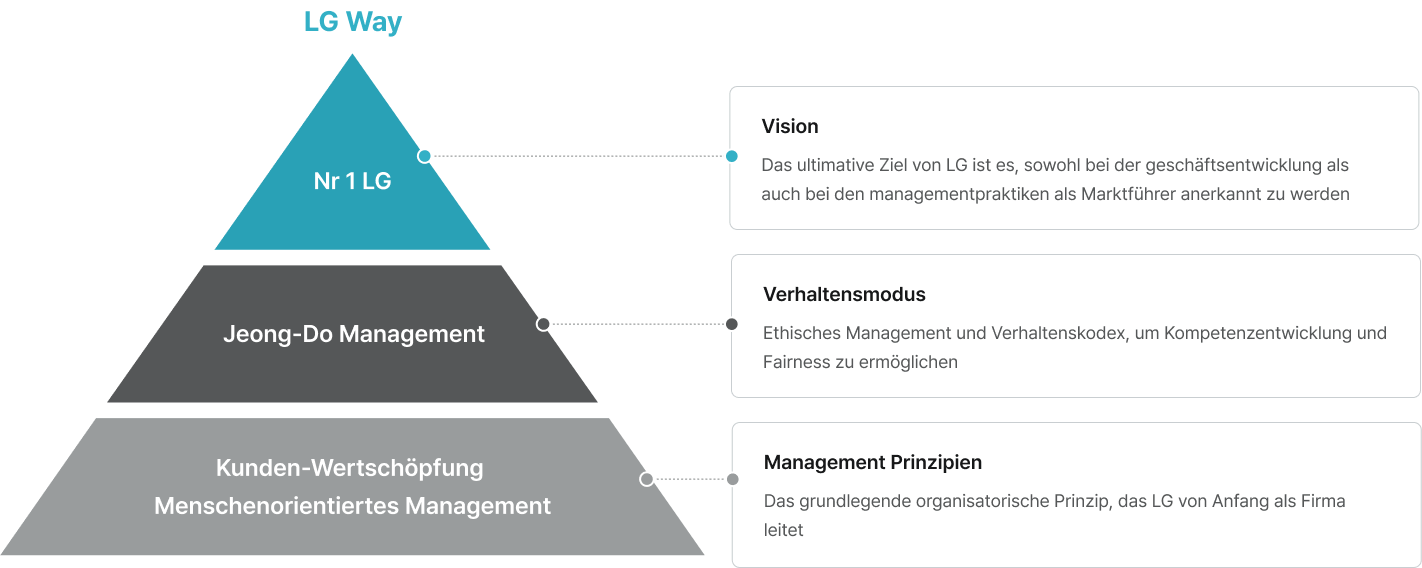 LG Way
Nr 1 LG
Vision
Das ultimative Ziel von LG ist es, sowohl bei der geschäftsentwicklung als
auch bei den managementpraktiken als Marktführer anerkannt zu werden
Jeong-Do Management
Verhaltensmodus
Ethisches Management und Verhaltenskodex, um Kompetenzentwicklung und
Fairness zu ermöglichen
Kunden-Wertschöpfung
Menschenorientiertes Management
Management Prinzipien
Das grundlegende organisatorische Prinzip, das LG von Anfang als Firma
leitet